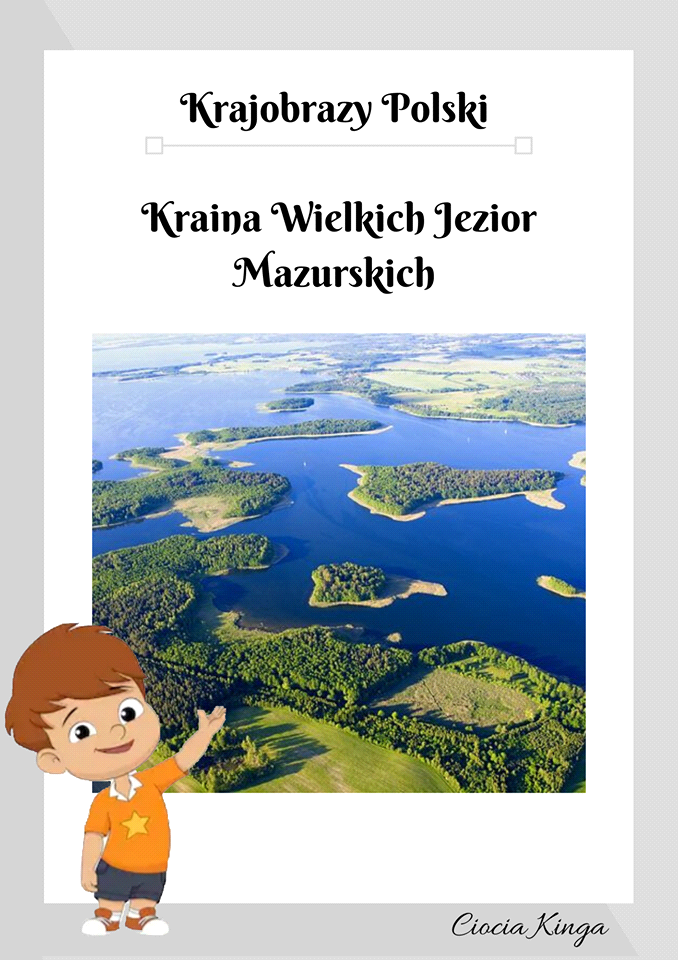 Krajobrazy Polski
Kraina Wielkich Jezior
Mazurskich
Ciocia Kinga